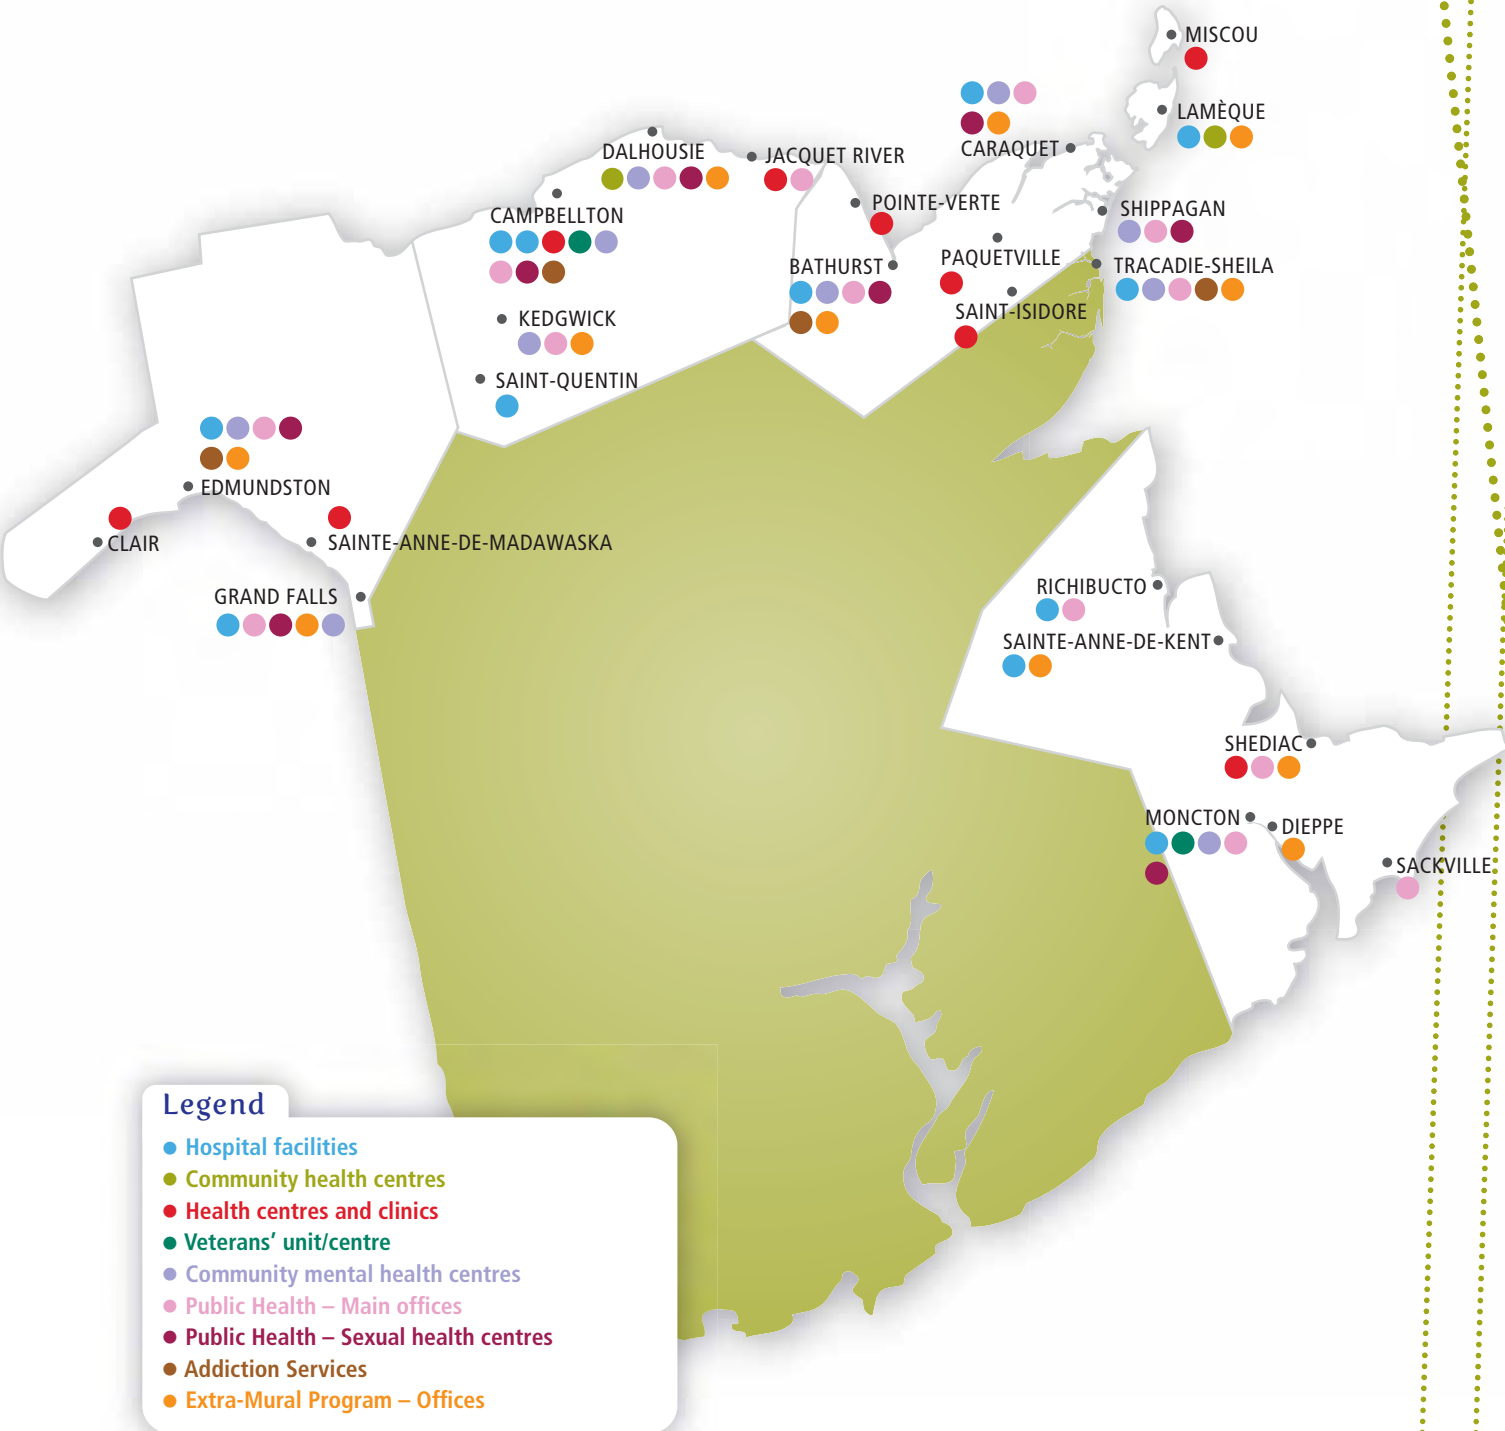 MISCOU
LAMÈQUE
CARAQUET
DALHOUSIE
JACQUET RIVER
POINTE-VERTE
SHIPPAGAN
CAMPBELLTON
PAQUETVILLE
BATHURST
TRACADIE-SHEILA
SAINT-ISIDORE
KEDGWICK
SAINT-QUENTIN
EDMUNDSTON
CLAIR
SAINTE-ANNE-DE-MADAWASKA
GRAND FALLS
RICHIBUCTO
SAINTE-ANNE-DE-KENT
SHEDIAC
MONCTON
DIEPPE
SACKVILLE
Legend
Hospital facilities
Community health centres
Health centres and clinics
Veterans’ unit/centre
Community mental health centres
Public Health – Main offices
Public Health – Sexual health centres
Addiction Services
Extra-Mural Program – Offices